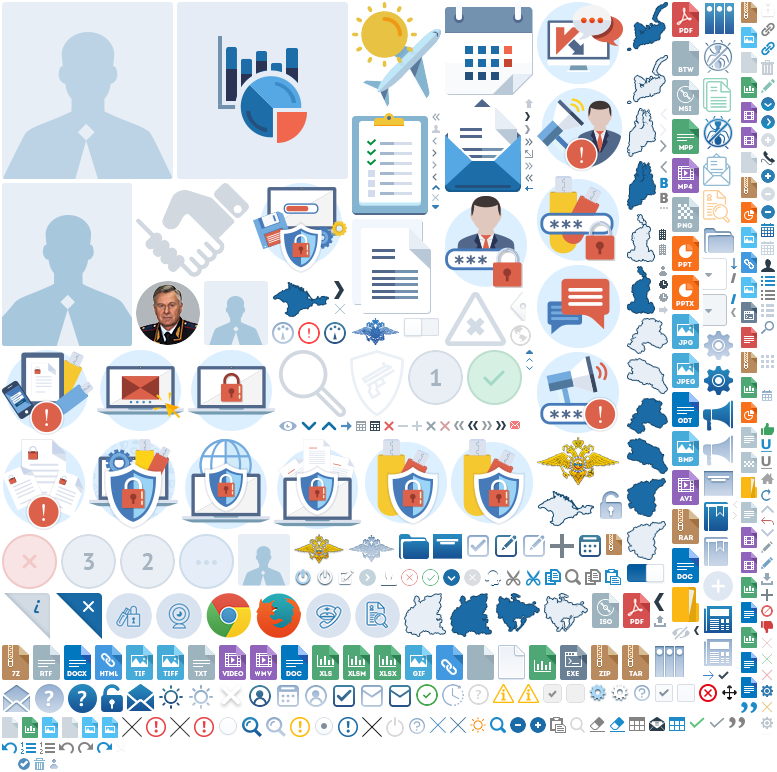 PDF
BTW
MSI
MPP
MP4
B
B
PNG
PPT
PPTX
***
***
JPG
JPEG
1
***
ODT
BMP
AVI
RAR
3
2
DOC
i
ISO
PDF
7Z
RTF
DOCX
HTML
TIF
TIFF
TXT
VIDEO
WMV
DOC
XLS
XLSM
XLSX
GIF
EXE
ZIP
TAR